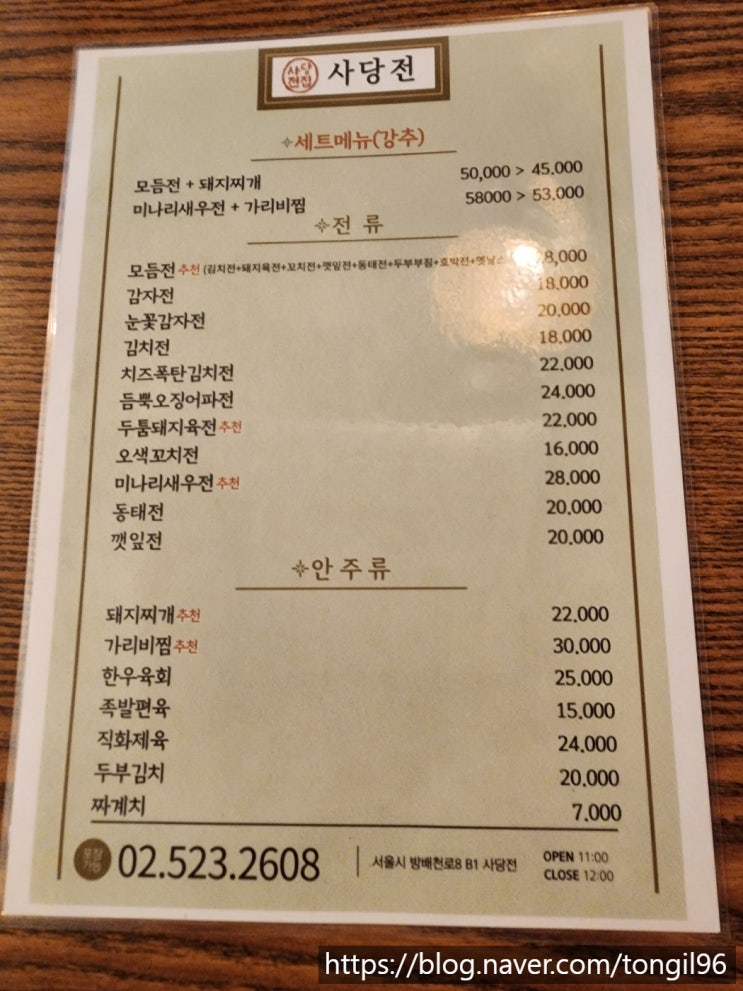 사당
전집
사당전
세트메뉴(강추)
모듬전 + 돼지찌개 50,000 > 45.000
미나리새우전 + 가리비찜 58000 > 53.000
전 류
모듬전 추천 (김치전+돼지육전+꼬치전+깻잎전+동태전+두부부침+호박전+옛날소
감자전 18.000
눈꽃감자전 20.000
김치전 18.000
치즈폭탄김치전 22.000
듬뿍오징어파전 24.000
두툼돼지육전 추천 22.000
오색꼬치전 16.000
미나리새우전 추천 28.000
동태전 20.000
깻잎전 20.000
안 주 류
돼지찌개 추천 22.000
가리비찜 추천 30.000
한우육회 25.000
족발편육 15.000
직화제육 24.000
두부김치 20.000
짜계치 7.000
포장
가능
02.523.2608
서울시 방배천로8 B1 사당전
OPEN 11:00
CLOSE 12:00
https://blog.naver.com/tongil96